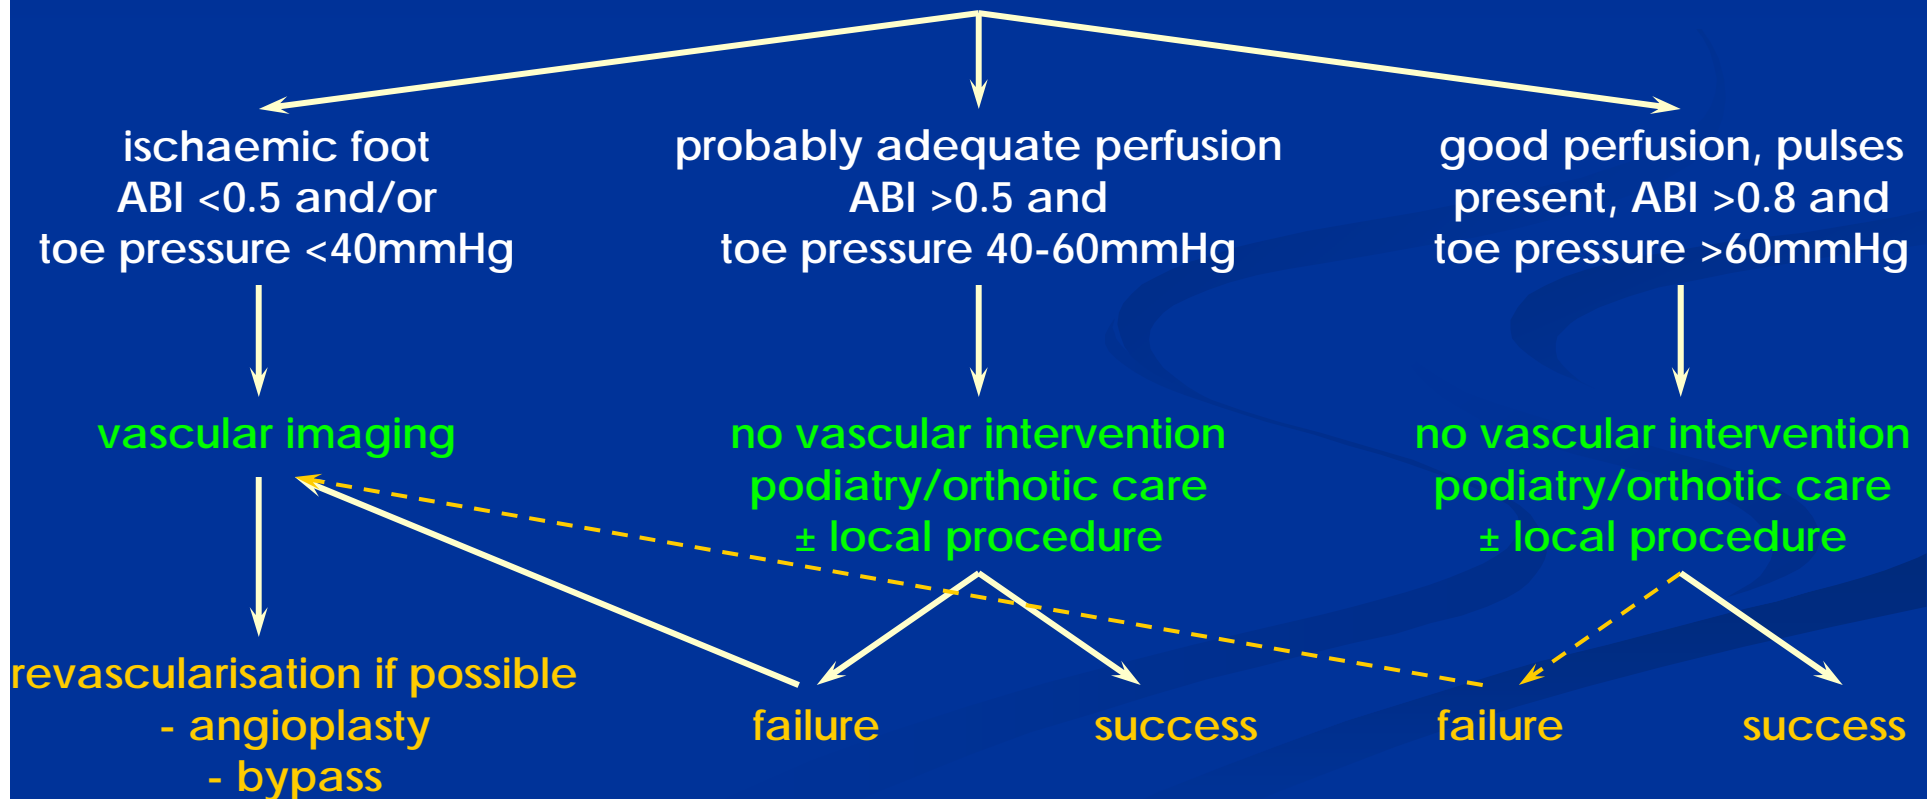 ischaemic foot
ABI <0.5 and/or
toe pressure <40mmHg
probably adequate perfusion
ABI >0.5 and
toe pressure 40-60mmHg
good perfusion, pulses
present, ABI >0.8 and
toe pressure >60mmHg
vascular imaging
no vascular intervention
podiatry/orthotic care
± local procedure
no vascular intervention
podiatry/orthotic care
± local procedure
revascularisation if possible
- angioplasty
- bypass
failure
success
failure
success